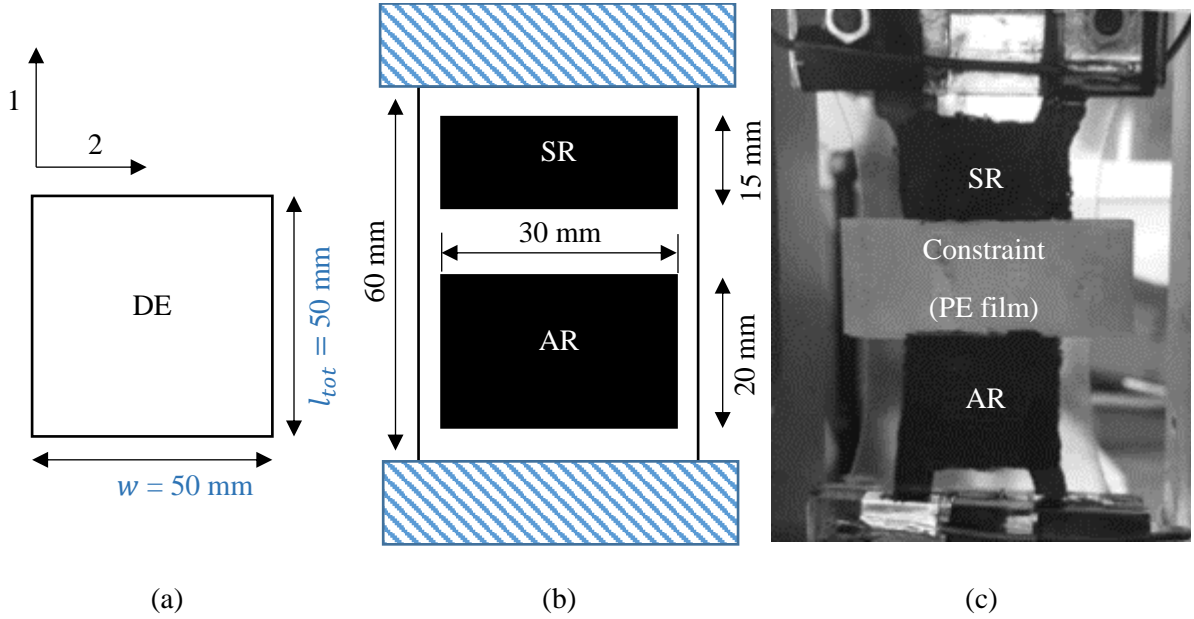 1
2
DE
l_tot = 50 mm
w = 50 mm
(a)
60 mm
SR
15 mm
30 mm
AR
20 mm
(b)
SR
Constraint
(PE film)
AR
(c)